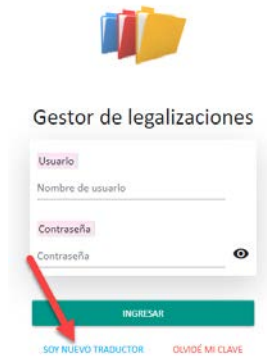 Gestor de legalizaciones
Usuario
Nombre de usuario
Contraseña
Contraseña
INGRESAR
SOY NUEVO TRADUCTOR OLVIDÉ MI CLAVE